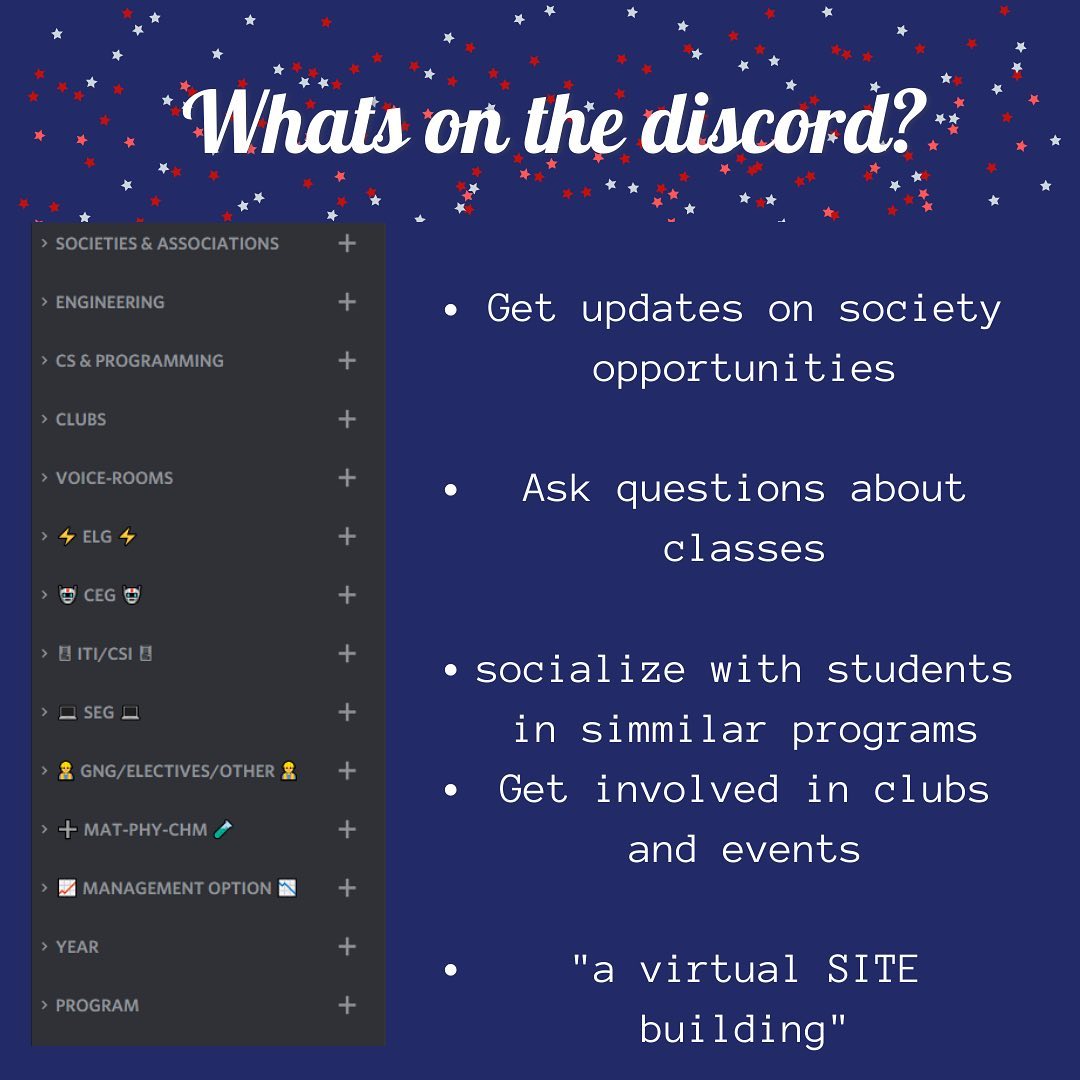 Whats on the discord?
SOCIETIES & ASSOCIATIONS
ENGINEERING
CS & PROGRAMMING
CLUBS
VOICE-ROOMS
⚡ ELG ⚡
CEG
ITI/CSI
💻 SEG 💻
GNG/ELECTIVES/OTHER
➕ MAT-PHY-CHM 🧪
📈 MANAGEMENT OPTION 📉
YEAR
PROGRAM
• Get updates on society
opportunities
• Ask questions about
classes
• socialize with students
in simmilar programs
• Get involved in clubs
and events
• "a virtual SITE
building"